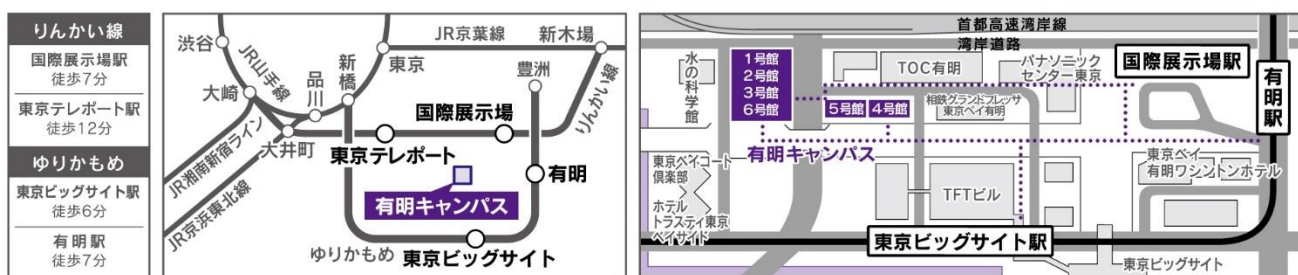 りんかい線
国際展示場駅
徒歩7分
東京テレポート駅
徒歩12分
ゆりかもめ
東京ビッグサイト駅
徒歩6分
有明駅
徒歩7分
渋谷
JR山手線
大崎
品川
新橋
東京
JR京葉線
新木場
豊洲
りんかい線
国際展示場
大井町
東京テレポート
有明
JR湘南新宿ライン
JR京浜東北線
有明キャンパス
ゆりかもめ
東京ビッグサイト
首都高速湾岸線
湾岸道路
水の科学館
1号館
2号館
3号館
6号館
5号館
4号館
TOC有明
パナソニック
センター東京
国際展示場駅
有明駅
相鉄グランドフレッサ
東京ベイ有明
有明キャンパス
東京ベイコート
倶楽部
ホテル
トラスティ東京
ベイサイド
TFTビル
東京ベイ
有明ワシントンホテル
東京ビッグサイト駅
東京ビッグサイト